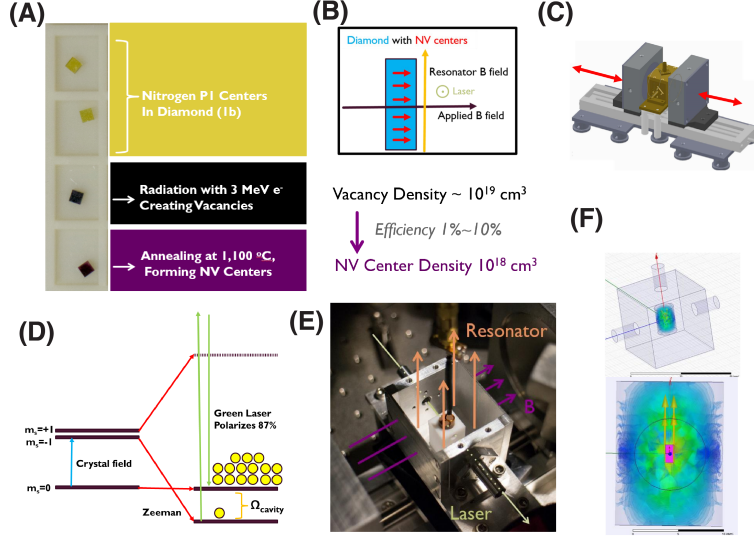 (A)
Nitrogen P1 Centers
In Diamond (1b)
Radiation with 3 MeV e-
Creating Vacancies
Annealing at 1,100 ºC,
Forming NV Centers
(B)
Diamond with NV centers
Resonator B field
Laser
Applied B field
Vacancy Density ~ 10¹⁹ cm³
Efficiency 1%~10%
NV Center Density 10¹⁸ cm³
(C)
(D)
mₛ=+1
mₛ=-1
Crystal field
mₛ=0
Green Laser
Polarizes 87%
Zeeman
Ωcavity
(E)
Resonator
B
Laser
(F)